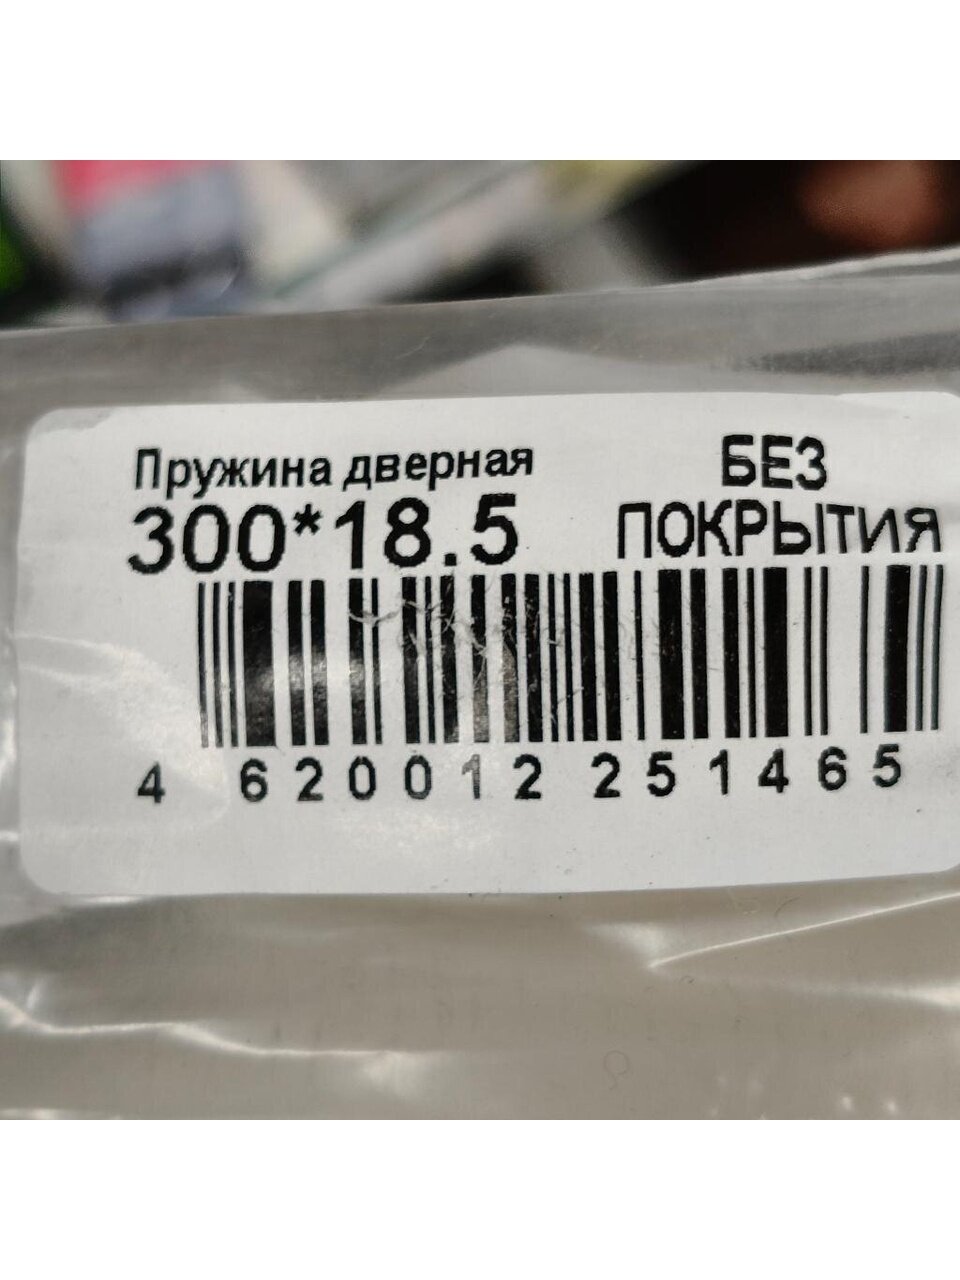 Пружина дверная
300*18.5
БЕЗ
ПОКРЫТИЯ
4 620012 251465